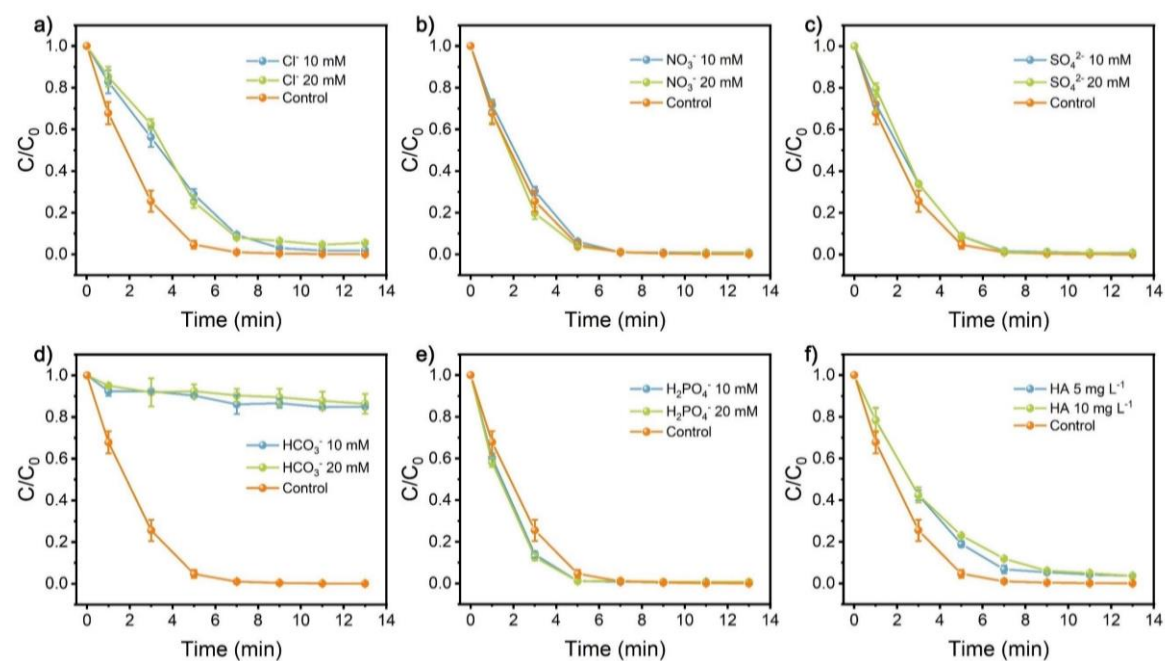 a)
Cl⁻ 10 mM
Cl⁻ 20 mM
Control
C/C₀
1.0
0.8
0.6
0.4
0.2
0.0
0 2 4 6 8 10 12 14
Time (min)
b)
NO₃⁻ 10 mM
NO₃⁻ 20 mM
Control
C/C₀
1.0
0.8
0.6
0.4
0.2
0.0
0 2 4 6 8 10 12 14
Time (min)
c)
SO₄²⁻ 10 mM
SO₄²⁻ 20 mM
Control
C/C₀
1.0
0.8
0.6
0.4
0.2
0.0
0 2 4 6 8 10 12 14
Time (min)
d)
HCO₃⁻ 10 mM
HCO₃⁻ 20 mM
Control
C/C₀
1.0
0.8
0.6
0.4
0.2
0.0
0 2 4 6 8 10 12 14
Time (min)
e)
H₂PO₄⁻ 10 mM
H₂PO₄⁻ 20 mM
Control
C/C₀
1.0
0.8
0.6
0.4
0.2
0.0
0 2 4 6 8 10 12 14
Time (min)
f)
HA 5 mg L⁻¹
HA 10 mg L⁻¹
Control
C/C₀
1.0
0.8
0.6
0.4
0.2
0.0
0 2 4 6 8 10 12 14
Time (min)